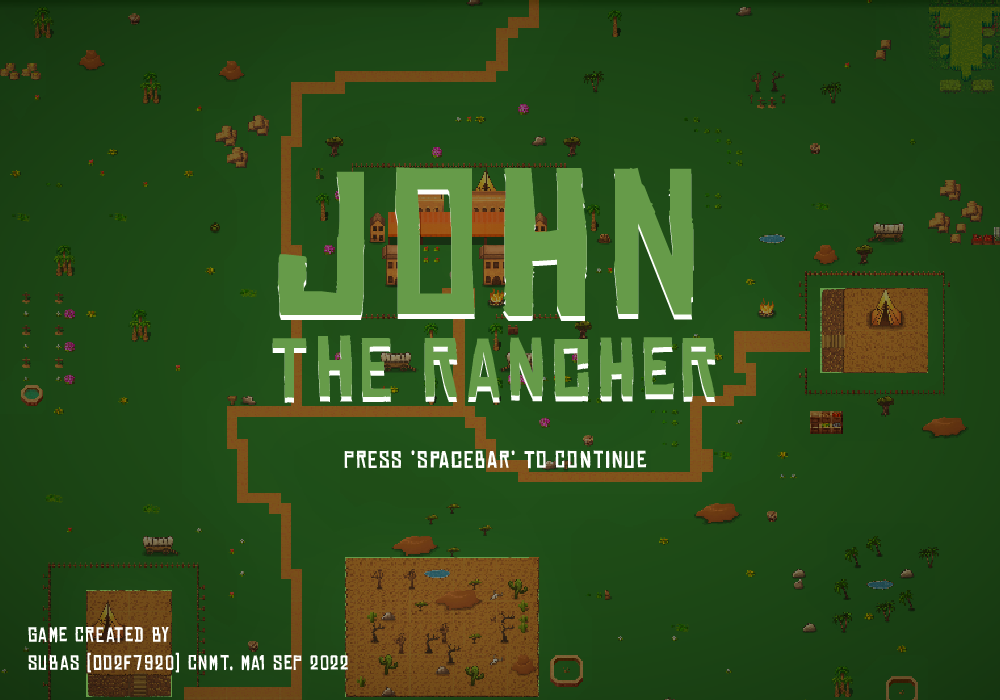 JOHN
THE RANCHER
PRESS 'SPACEBAR' TO CONTINUE
GAME CREATED BY
SUBAS [002F7920] CNMT, MA1 SEP 2022